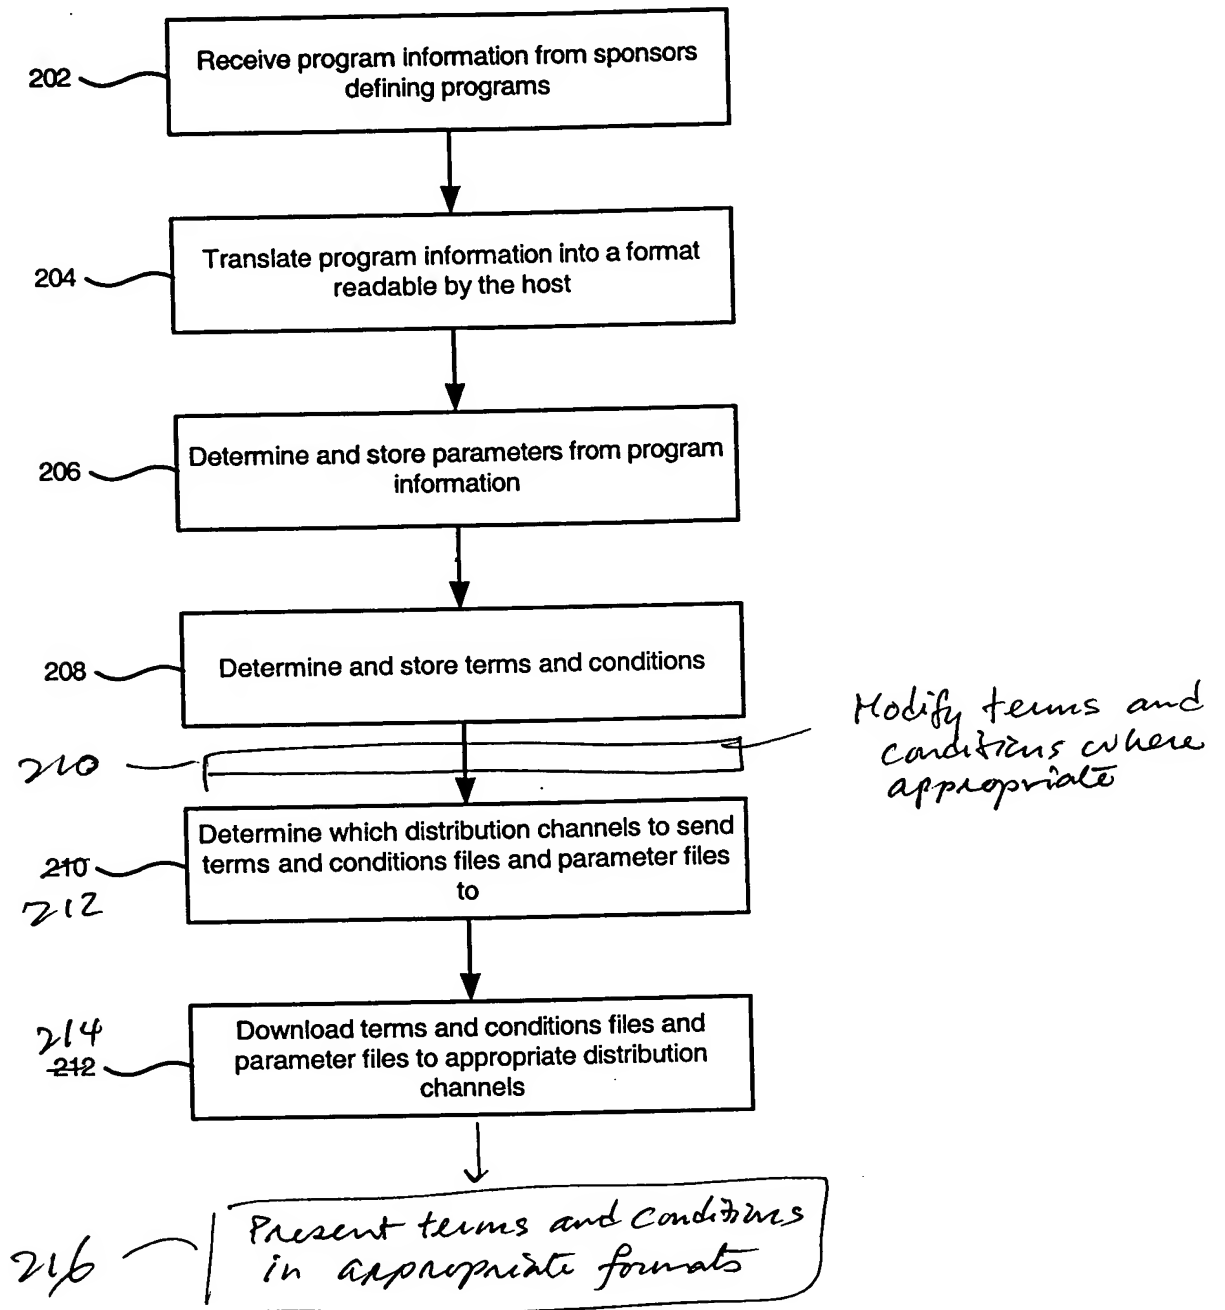 202
Receive program information from sponsors
defining programs
204
Translate program information into a format
readable by the host
206
Determine and store parameters from program
information
208
Determine and store terms and conditions
210
Modify terms and
conditions where
appropriate
Determine which distribution channels to send
terms and conditions files and parameter files
to
210
212
214
212
Download terms and conditions files and
parameter files to appropriate distribution
channels
216
Present terms and conditions
in appropriate formats